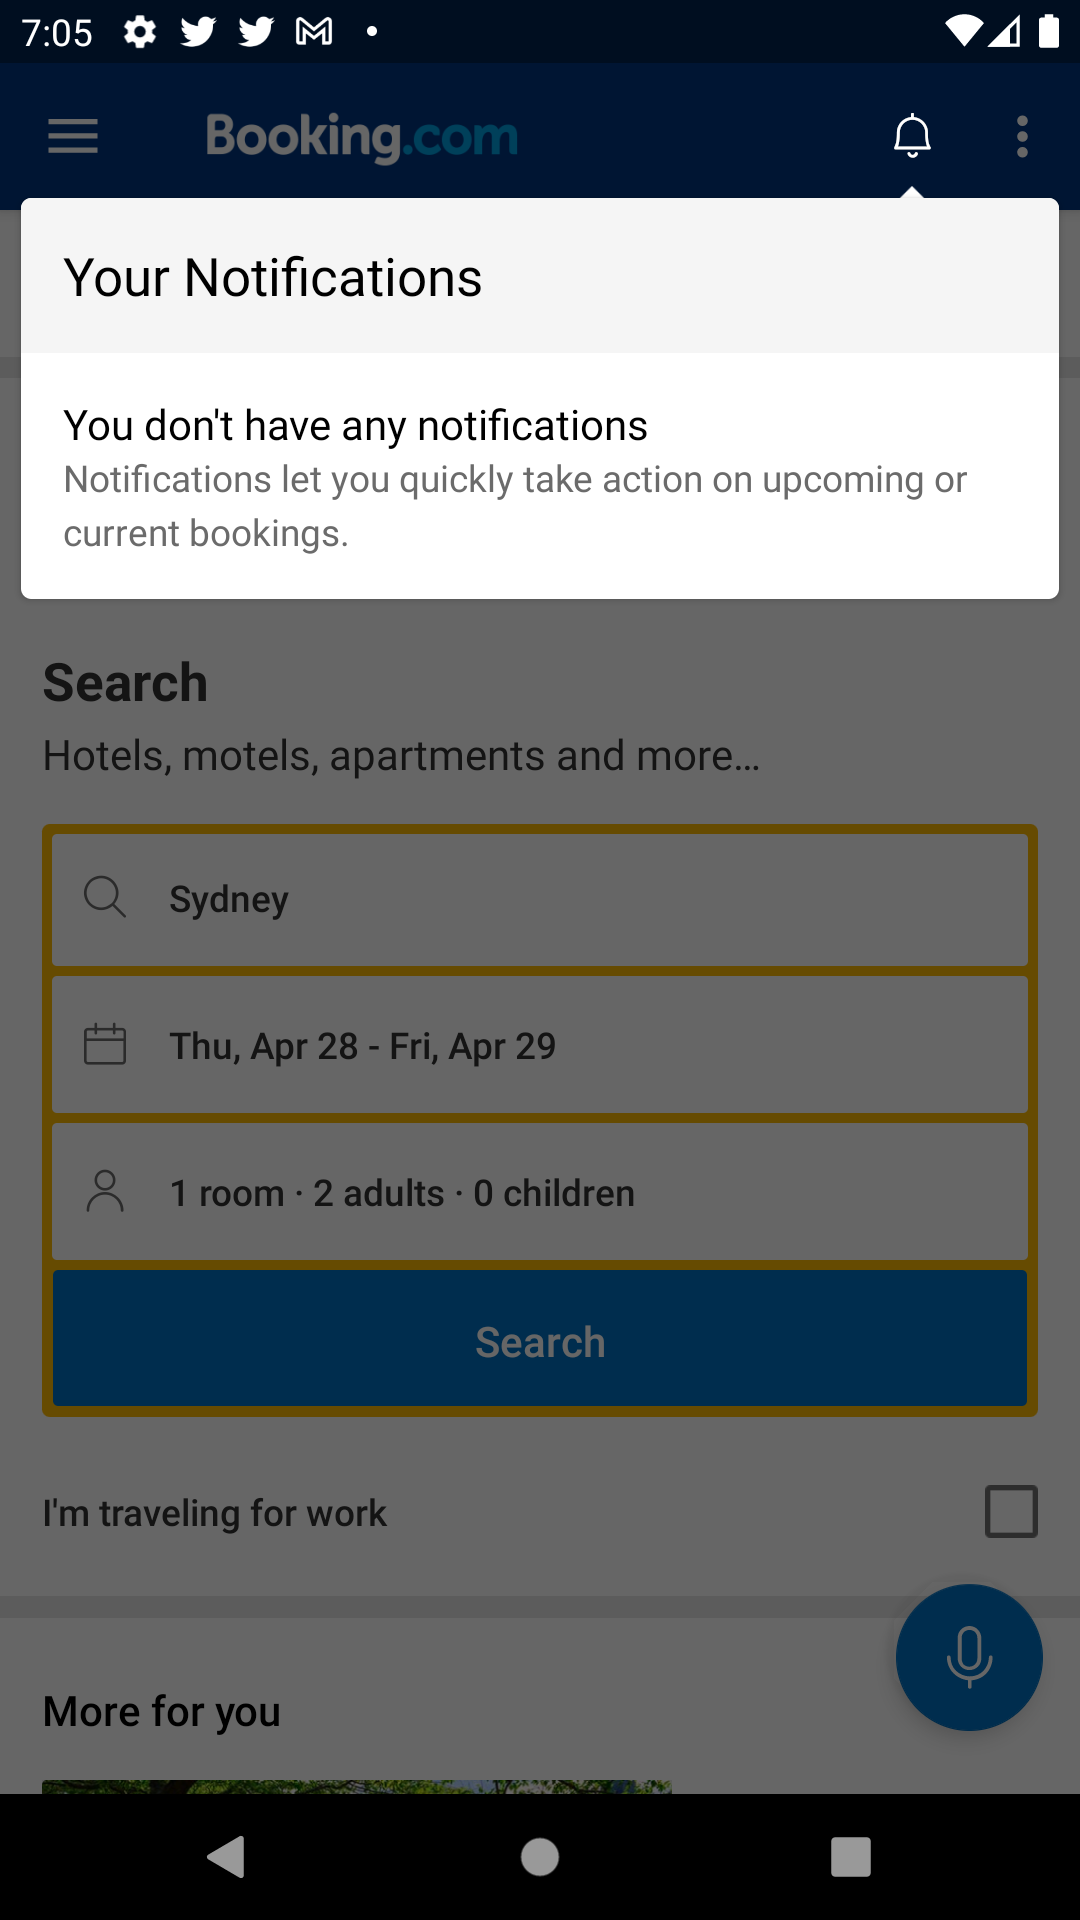 7:05
Booking.com
Your Notifications
You don't have any notifications
Notifications let you quickly take action on upcoming or
current bookings.
Search
Hotels, motels, apartments and more…
Sydney
Thu, Apr 28 - Fri, Apr 29
1 room · 2 adults · 0 children
Search
I'm traveling for work
More for you